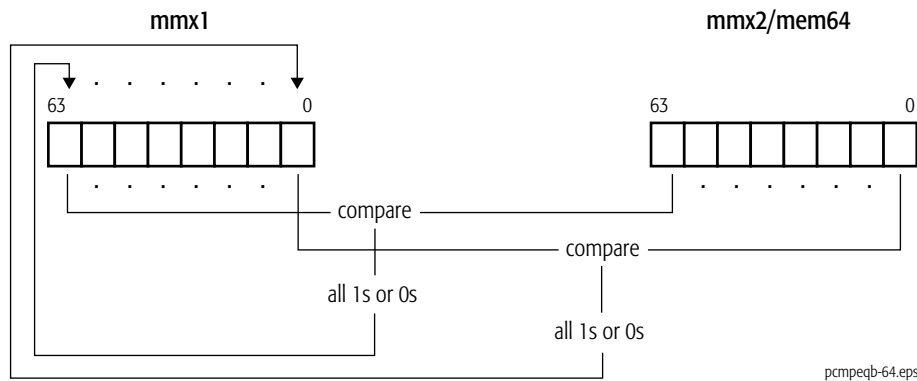 mmx1 mmx2/mem64
. . . . . .
63 0 63 0
. . . . . . . . . . . .
compare
compare
all 1s or 0s
all 1s or 0s
pcmpeqb-64.eps